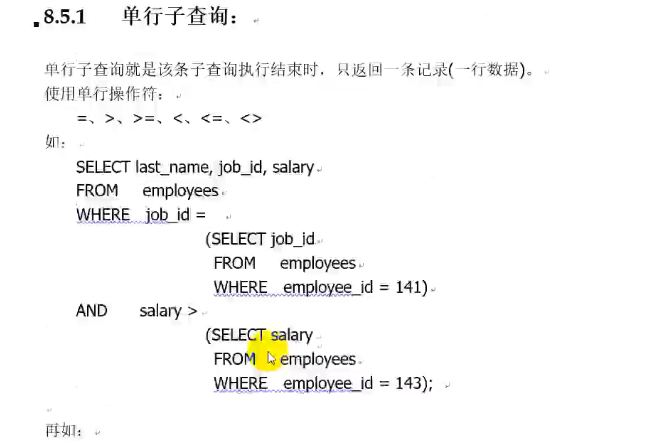 8.5.1 单行子查询：
单行子查询就是该条子查询执行结束时，只返回一条记录(一行数据)。
使用单行操作符：
=、>、>=、<、<=、<>
如：
SELECT last_name, job_id, salary
FROM employees
WHERE job_id =
(SELECT job_id
FROM employees
WHERE employee_id = 141)
AND salary >
(SELECT salary
FROM employees
WHERE employee_id = 143);
再如：